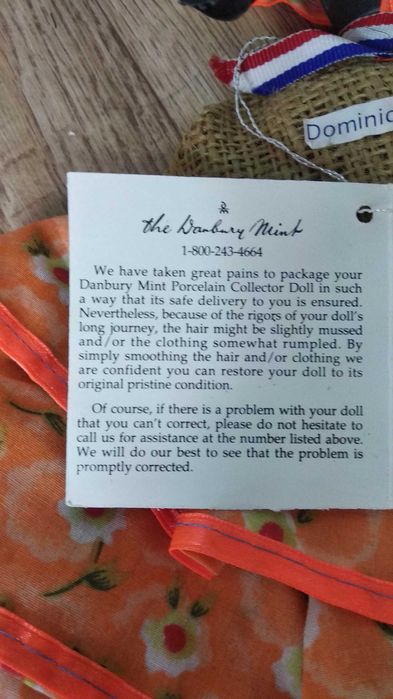 Dominic
the Danbury Mint
1-800-243-4664
We have taken great pains to package your
Danbury Mint Porcelain Collector Doll in such
a way that its safe delivery to you is ensured.
Nevertheless, because of the rigors of your doll's
long journey, the hair might be slightly mussed
and/or the clothing somewhat rumpled. By
simply smoothing the hair and/or clothing we
are confident you can restore your doll to its
original pristine condition.
Of course, if there is a problem with your doll
that you can't correct, please do not hesitate to
call us for assistance at the number listed above.
We will do our best to see that the problem is
promptly corrected.